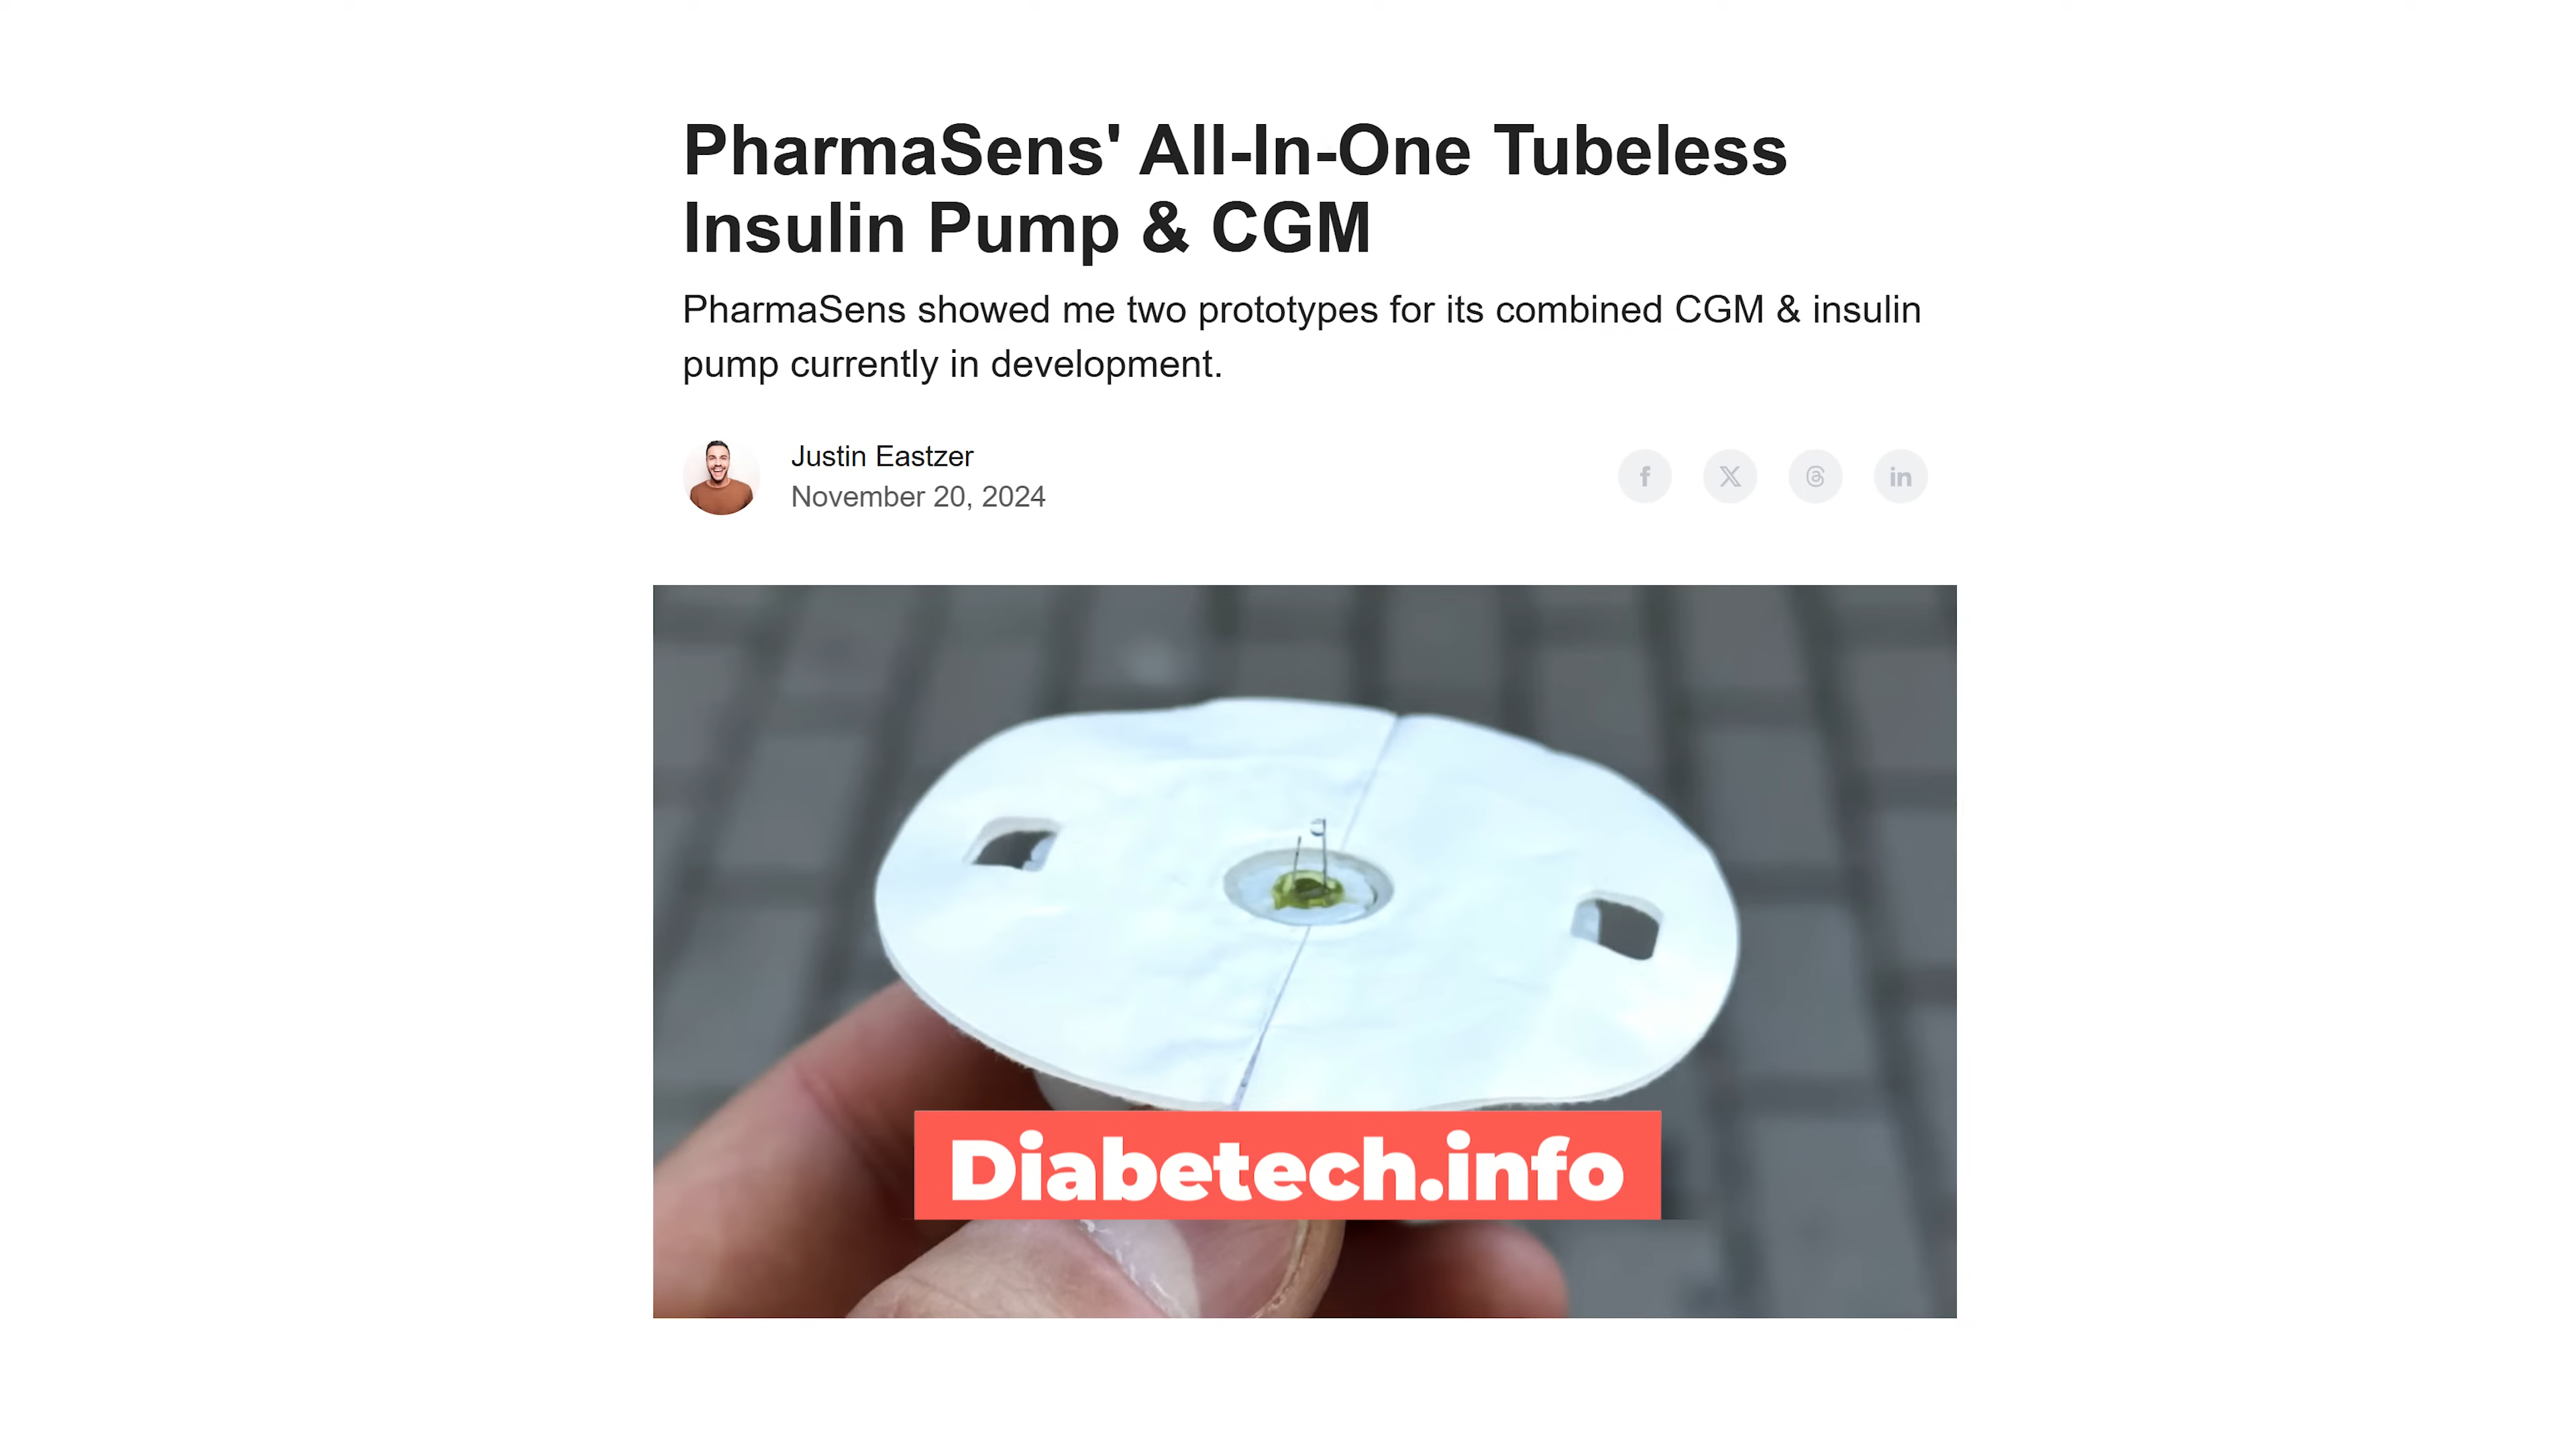 PharmaSens' All-In-One Tubeless
Insulin Pump & CGM
PharmaSens showed me two prototypes for its combined CGM & insulin
pump currently in development.
Justin Eastzer
November 20, 2024
f
X
in
Diabetech.info